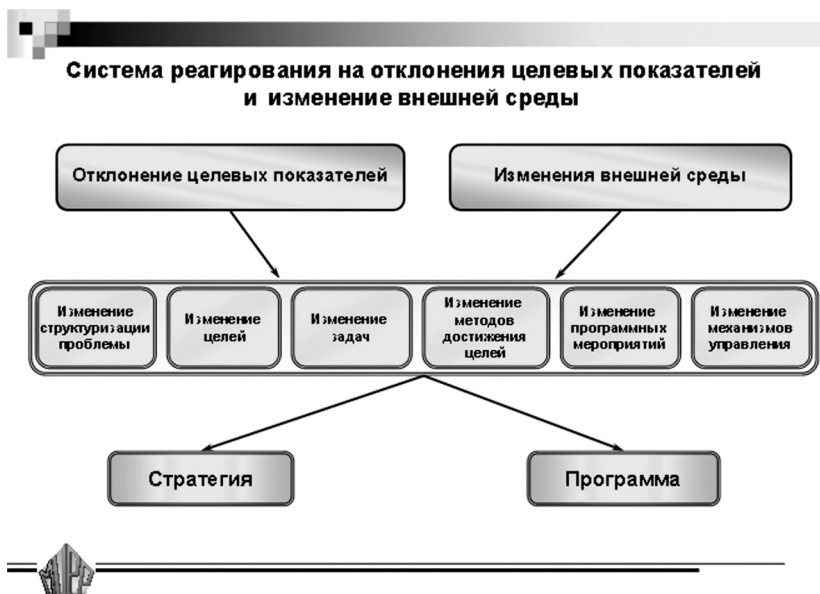 Система реагирования на отклонения целевых показателей
и изменение внешней среды
Отклонение целевых показателей
Изменения внешней среды
Изменение
структуризации
проблемы
Изменение
целей
Изменение
задач
Изменение
методов
достижения
целей
Изменение
программных
мероприятий
Изменение
механизмов
управления
Стратегия
Программа